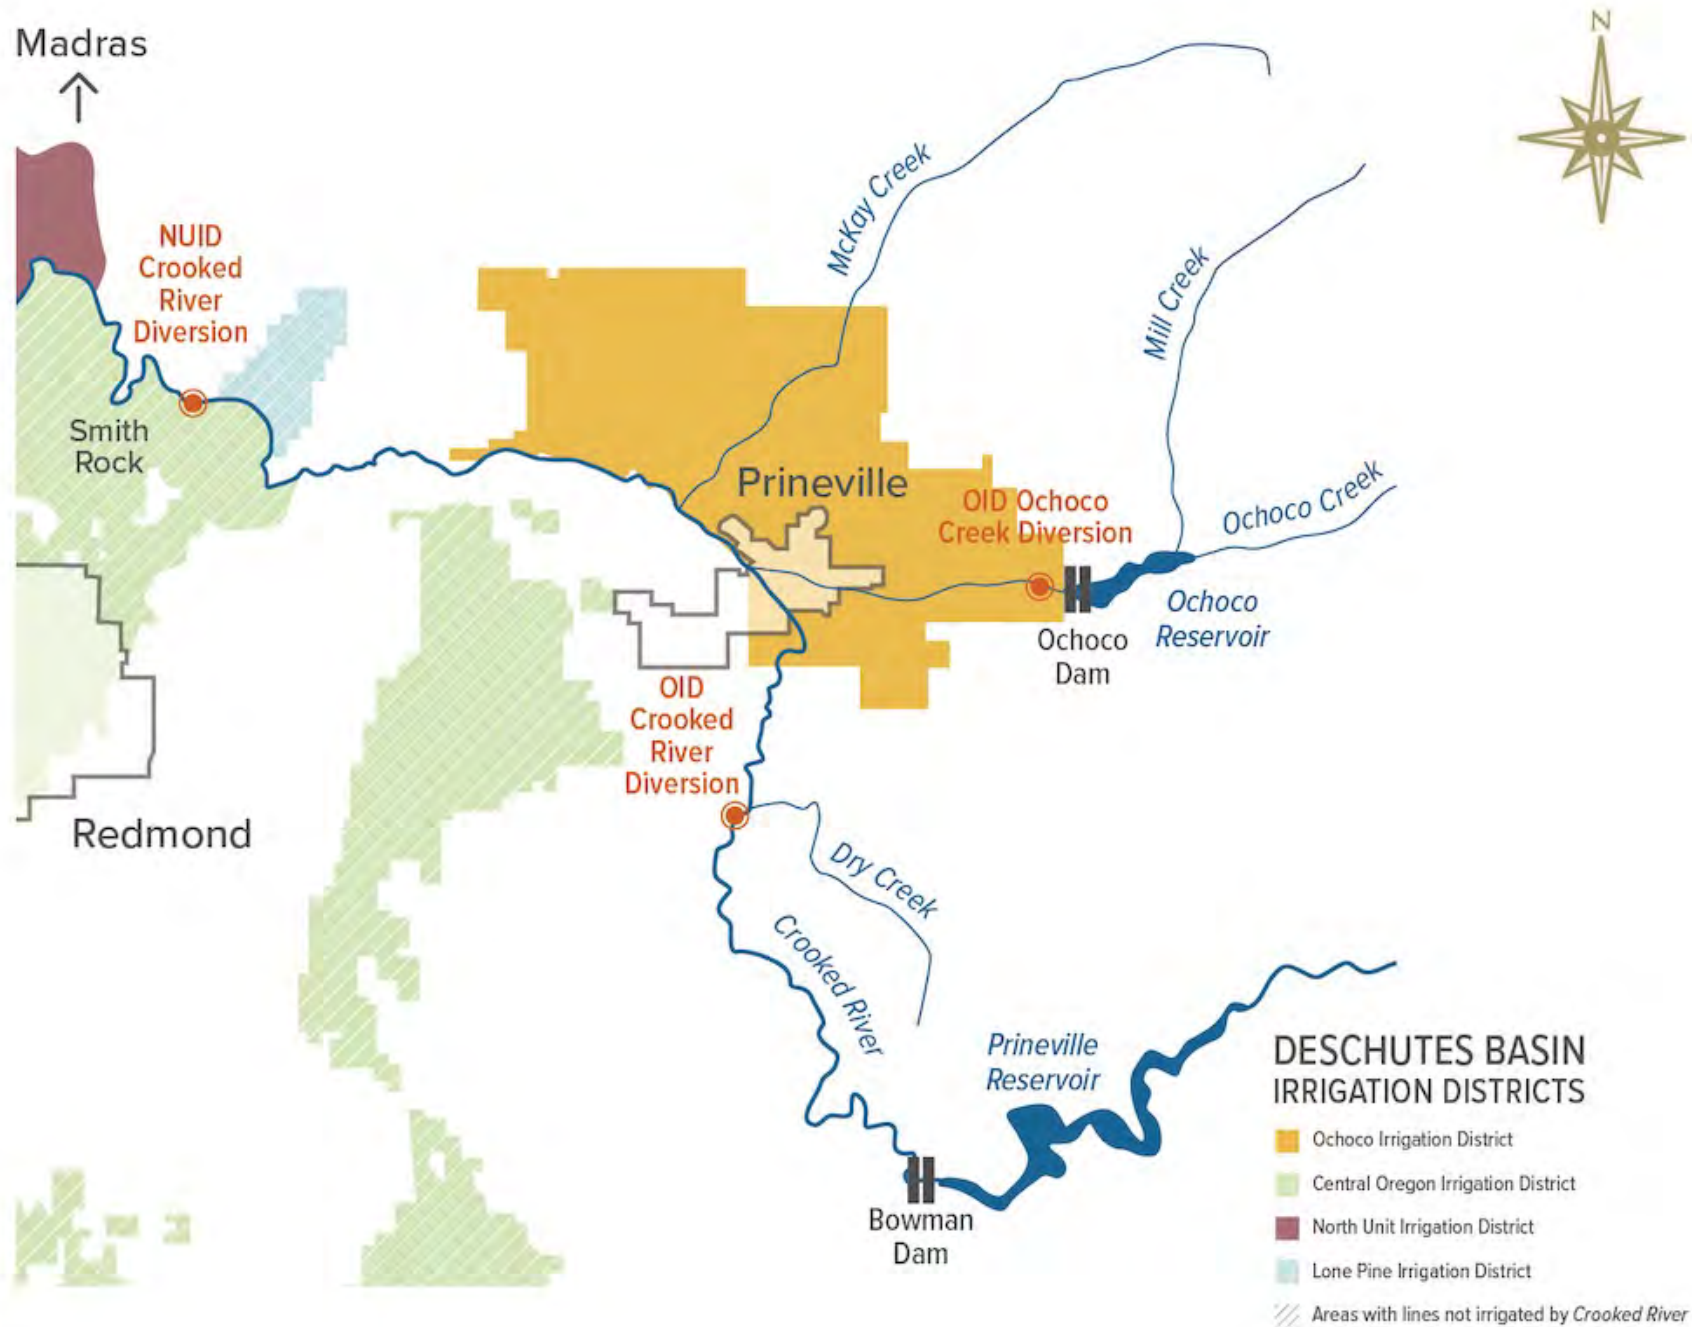 Madras
N
McKay Creek
NUID
Crooked
River
Diversion
Mill Creek
Smith
Rock
Prineville
OID Ochoco
Creek Diversion
Ochoco Creek
Ochoco
Reservoir
Ochoco
Dam
OID
Crooked
River
Diversion
Redmond
Dry Creek
Crooked River
Prineville
Reservoir
Bowman
Dam
DESCHUTES BASIN
IRRIGATION DISTRICTS
Ochoco Irrigation District
Central Oregon Irrigation District
North Unit Irrigation District
Lone Pine Irrigation District
Areas with lines not irrigated by Crooked River